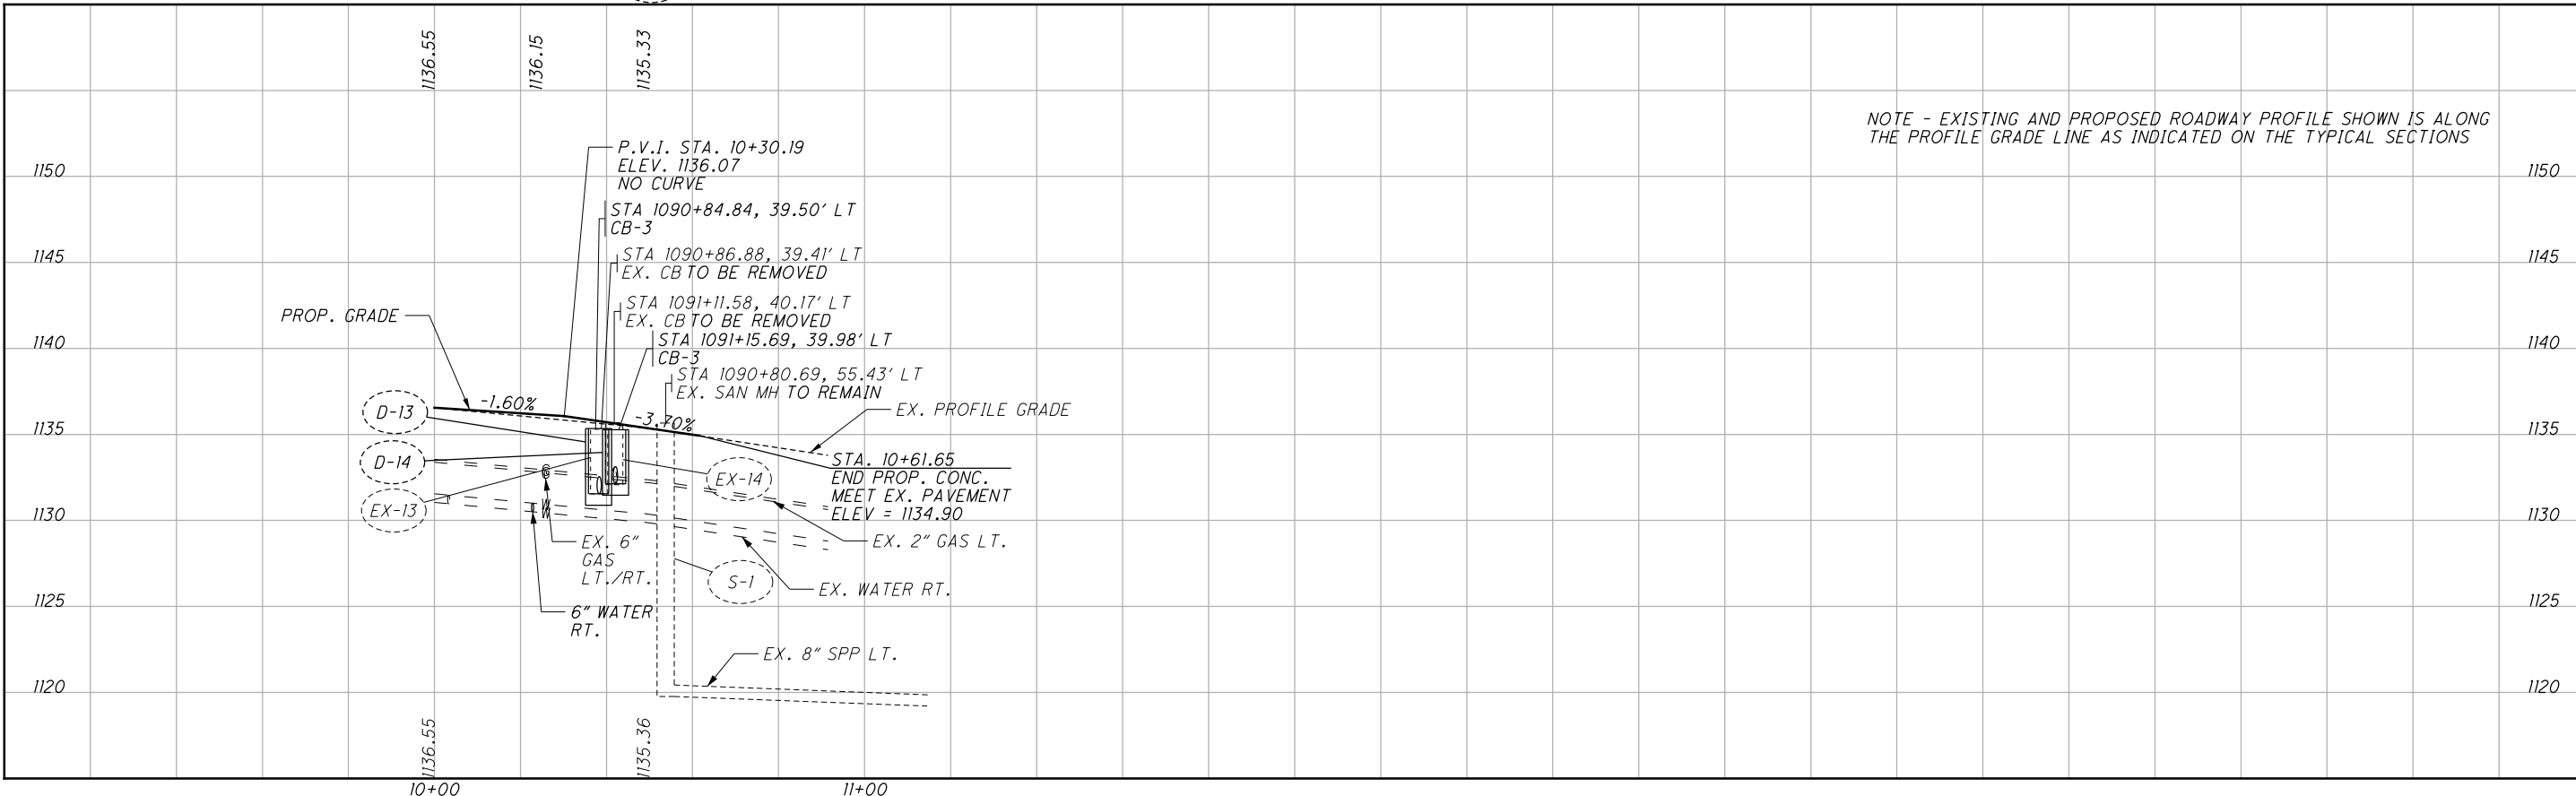 1136.55
1136.15
1135.33
NOTE - EXISTING AND PROPOSED ROADWAY PROFILE SHOWN IS ALONG
THE PROFILE GRADE LINE AS INDICATED ON THE TYPICAL SECTIONS
P.V.I. STA. 10+30.19
ELEV. 1136.07
NO CURVE
1150
1150
STA 1090+84.84, 39.50' LT
CB-3
1145
1145
STA 1090+86.88, 39.41' LT
EX. CB TO BE REMOVED
STA 1091+11.58, 40.17' LT
EX. CB TO BE REMOVED
PROP. GRADE
1140
1140
STA 1091+15.69, 39.98' LT
CB-3
STA 1090+80.69, 55.43' LT
EX. SAN MH TO REMAIN
D-13
-1.60%
-3.70%
EX. PROFILE GRADE
1135
1135
D-14
G
EX-14
STA. 10+61.65
END PROP. CONC.
MEET EX. PAVEMENT
ELEV = 1134.90
EX-13
W
1130
1130
EX. 6"
GAS
LT./RT.
EX. 2" GAS LT.
S-1
EX. WATER RT.
1125
1125
6" WATER
RT.
EX. 8" SPP LT.
1120
1120
1136.55
1135.36
10+00
11+00